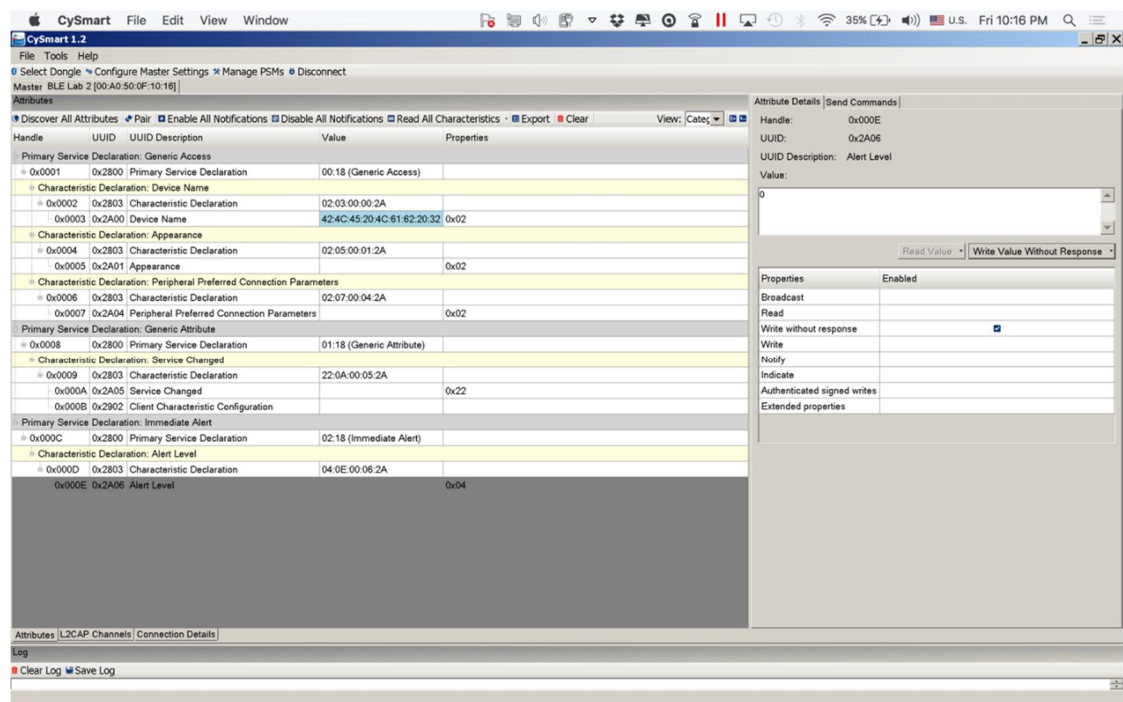 CySmart File Edit View Window 35% U.S. Fri 10:16 PM
CySmart 1.2
File Tools Help
Select Dongle Configure Master Settings Manage PSMs Disconnect
Master BLE Lab 2 [00:A0:50:0F:10:16]
Attributes
Discover All Attributes Pair Enable All Notifications Disable All Notifications Read All Characteristics Export Clear View: Categ
Handle UUID UUID Description Value Properties
Primary Service Declaration: Generic Access
0x0001 0x2800 Primary Service Declaration 00:18 (Generic Access)
Characteristic Declaration: Device Name
0x0002 0x2803 Characteristic Declaration 02:03:00:00:2A
0x0003 0x2A00 Device Name 42:4C:45:20:4C:61:62:20:32 0x02
Characteristic Declaration: Appearance
0x0004 0x2803 Characteristic Declaration 02:05:00:01:2A
0x0005 0x2A01 Appearance 0x02
Characteristic Declaration: Peripheral Preferred Connection Parameters
0x0006 0x2803 Characteristic Declaration 02:07:00:04:2A
0x0007 0x2A04 Peripheral Preferred Connection Parameters 0x02
Primary Service Declaration: Generic Attribute
0x0008 0x2800 Primary Service Declaration 01:18 (Generic Attribute)
Characteristic Declaration: Service Changed
0x0009 0x2803 Characteristic Declaration 22:0A:00:05:2A
0x000A 0x2A05 Service Changed 0x22
0x000B 0x2902 Client Characteristic Configuration
Primary Service Declaration: Immediate Alert
0x000C 0x2800 Primary Service Declaration 02:18 (Immediate Alert)
Characteristic Declaration: Alert Level
0x000D 0x2803 Characteristic Declaration 04:0E:00:06:2A
0x000E 0x2A06 Alert Level 0x04
Attributes L2CAP Channels Connection Details
Log
Clear Log Save Log
Attribute Details Send Commands
Handle: 0x000E
UUID: 0x2A06
UUID Description: Alert Level
Value:
0
Read Value Write Value Without Response
Properties Enabled
Broadcast
Read
Write without response
Write
Notify
Indicate
Authenticated signed writes
Extended properties